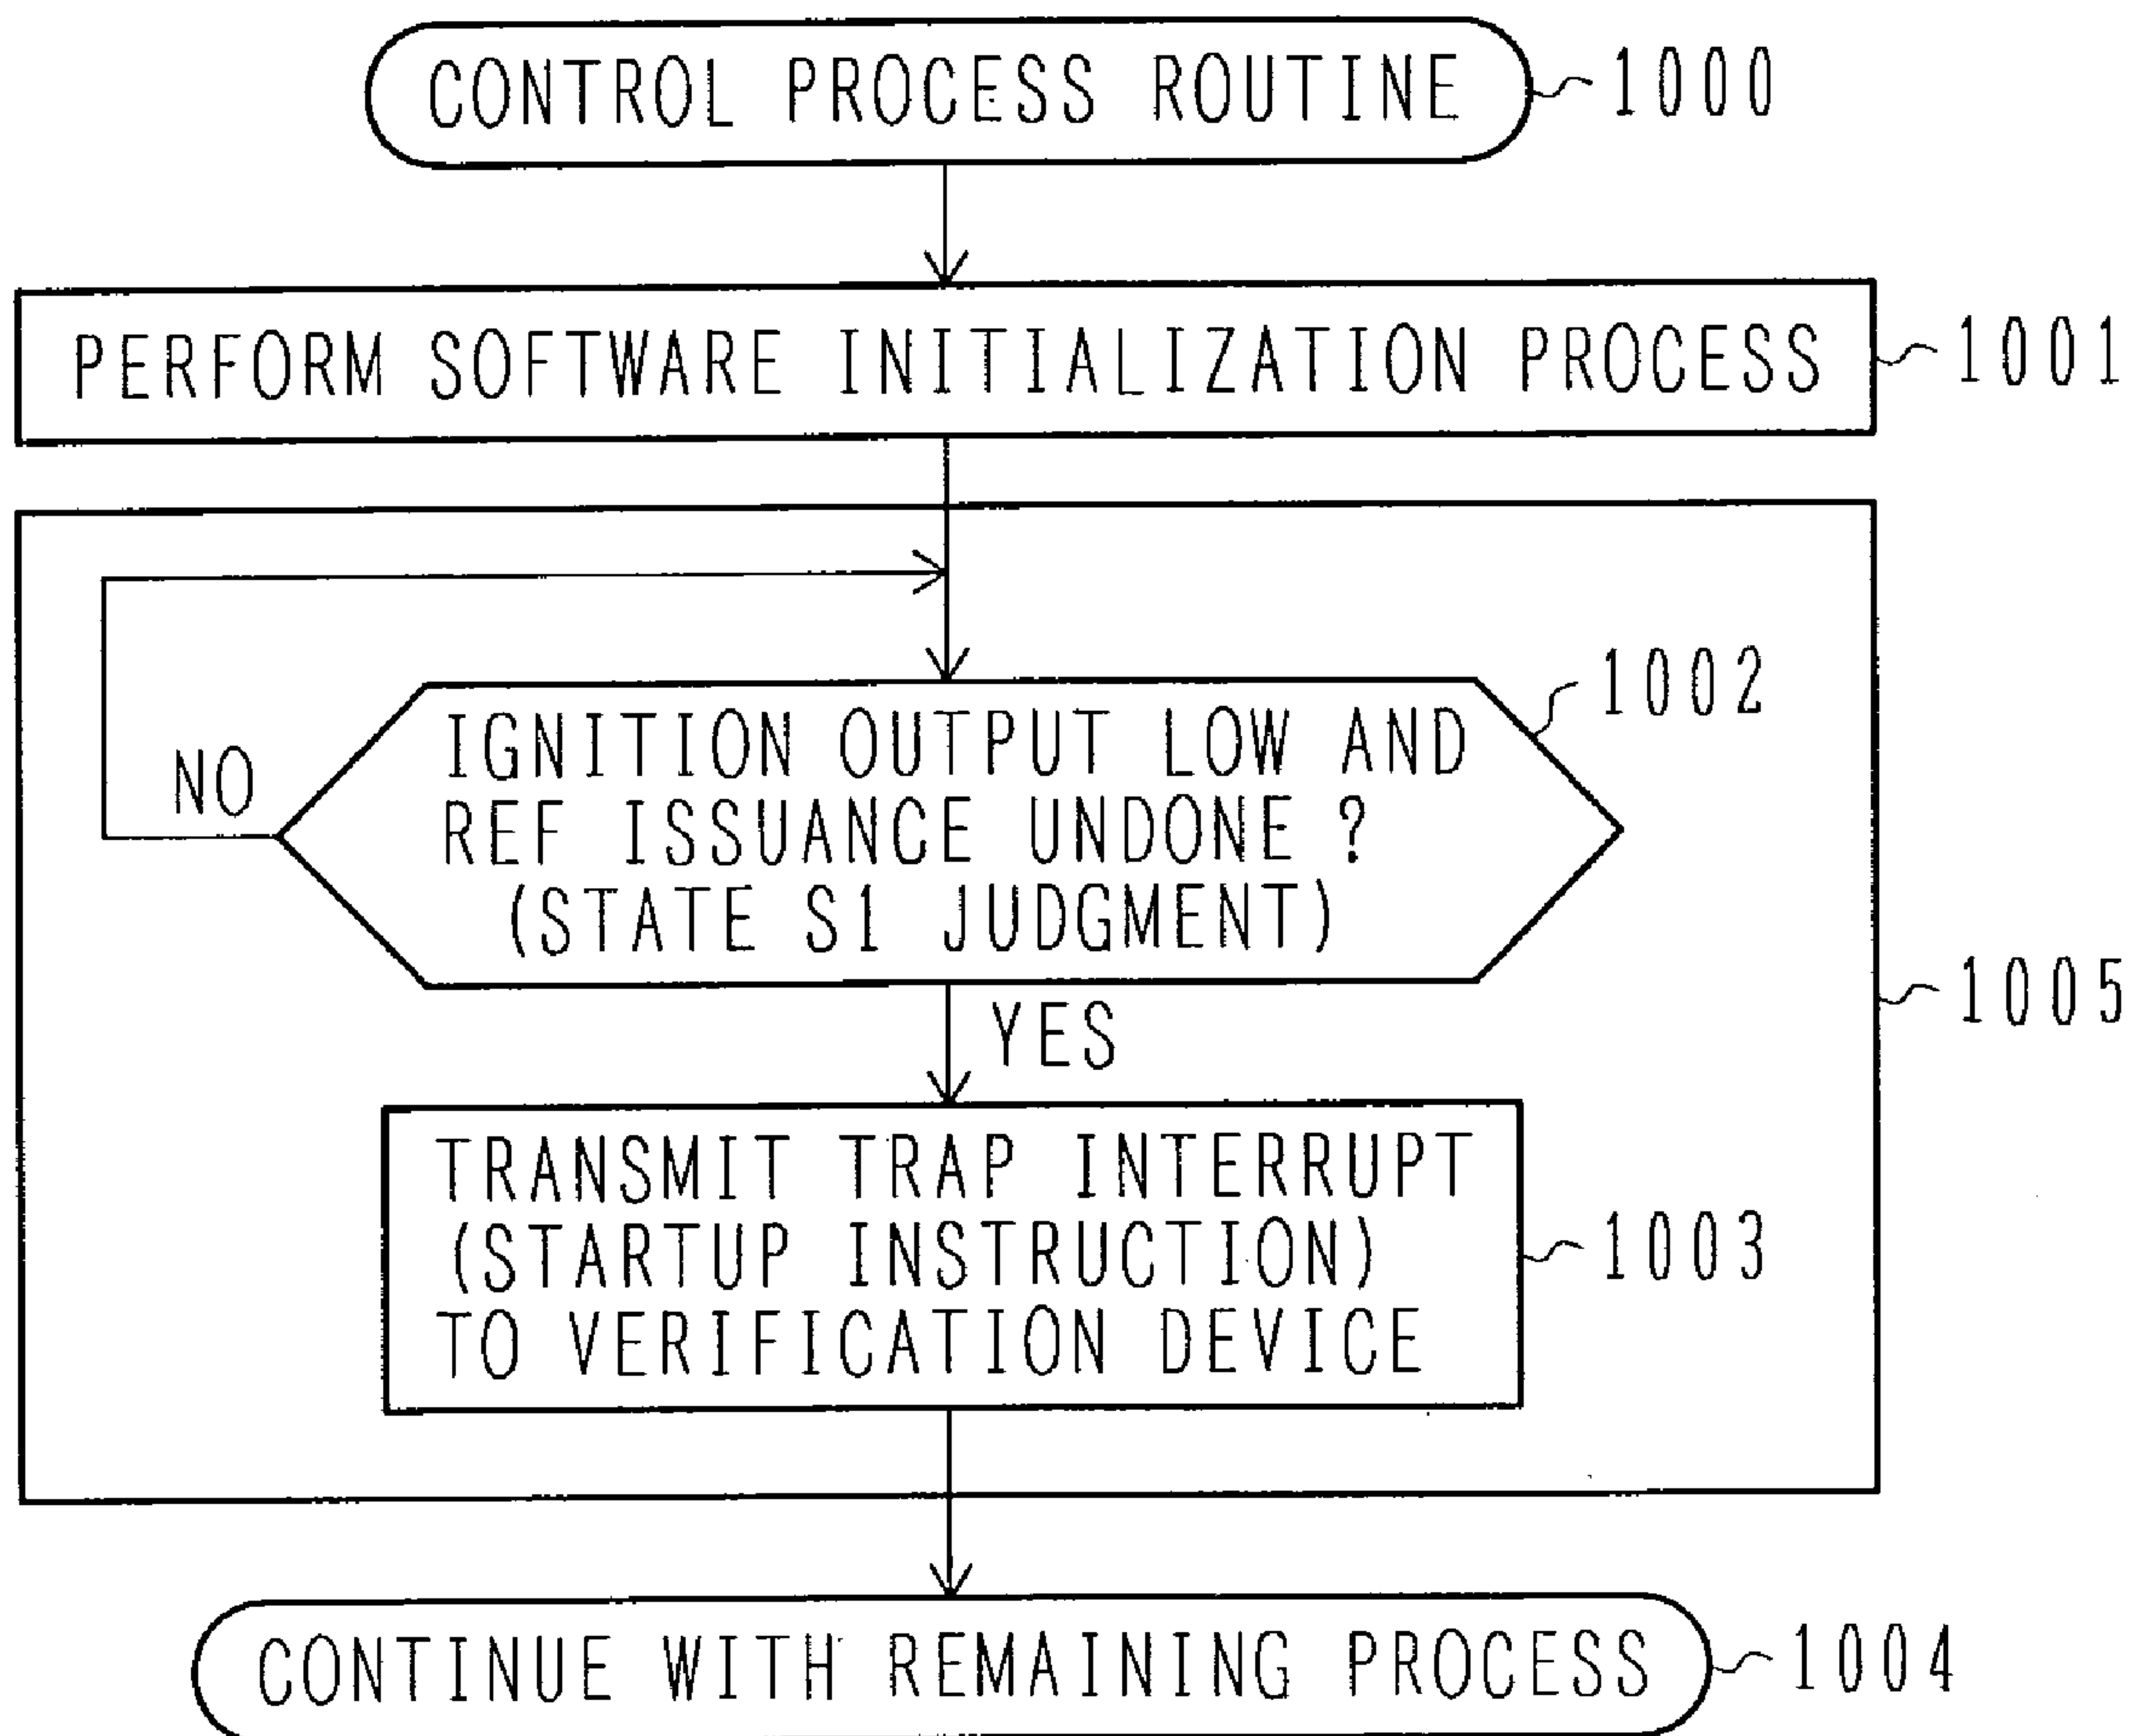 CONTROL PROCESS ROUTINE
1000
PERFORM SOFTWARE INITIALIZATION PROCESS
1001
1002
IGNITION OUTPUT LOW AND
REF ISSUANCE UNDONE ?
(STATE S1 JUDGMENT)
NO
YES
1005
TRANSMIT TRAP INTERRUPT
(STARTUP INSTRUCTION)
TO VERIFICATION DEVICE
1003
CONTINUE WITH REMAINING PROCESS
1004